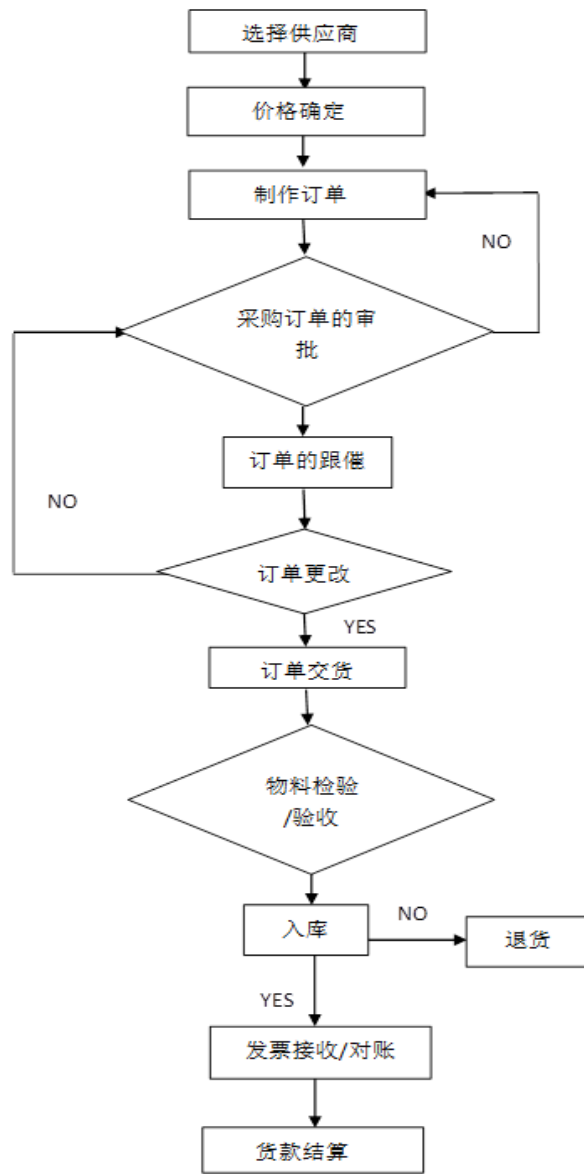 选择供应商
价格确定
制作订单
NO
采购订单的审
批
订单的跟催
NO
订单更改
YES
订单交货
物料检验
/验收
入库
NO
退货
YES
发票接收/对账
货款结算